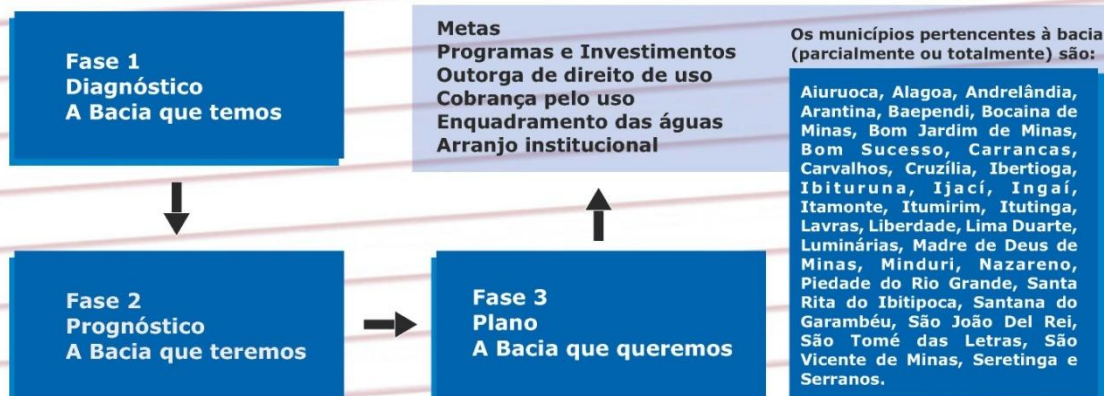 Fase 1
Diagnóstico
A Bacia que temos
Fase 2
Prognóstico
A Bacia que teremos
Fase 3
Plano
A Bacia que queremos
Metas
Programas e Investimentos
Outorga de direito de uso
Cobrança pelo uso
Enquadramento das águas
Arranjo institucional
Os municípios pertencentes à bacia
(parcialmente ou totalmente) são:
Aiuruoca, Alagoa, Andrelândia,
Arantina, Baependi, Bocaina de
Minas, Bom Jardim de Minas,
Bom Sucesso, Carrancas,
Carvalhos, Cruzília, Ibertioga,
Ibituruna, Ijací, Ingaí,
Itamonte, Itumirim, Itutinga,
Lavras, Liberdade, Lima Duarte,
Luminárias, Madre de Deus de
Minas, Minduri, Nazareno,
Piedade do Rio Grande, Santa
Rita do Ibitipoca, Santana do
Garambéu, São João Del Rei,
São Tomé das Letras, São
Vicente de Minas, Seretinga e
Serranos.